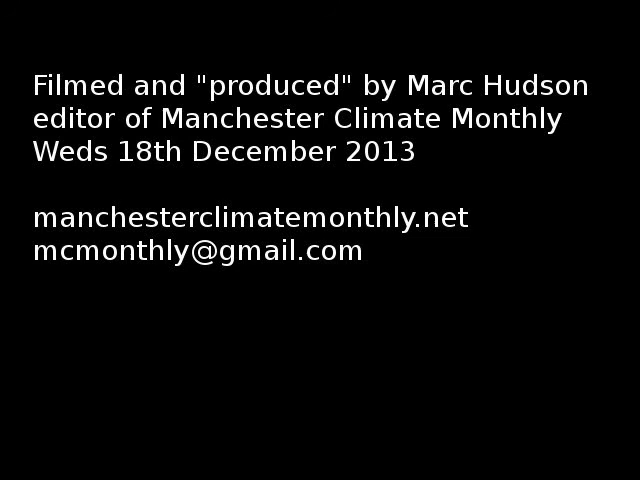 Filmed and "produced" by Marc Hudson
editor of Manchester Climate Monthly
Weds 18th December 2013
manchesterclimatemonthly.net
mcmonthly@gmail.com